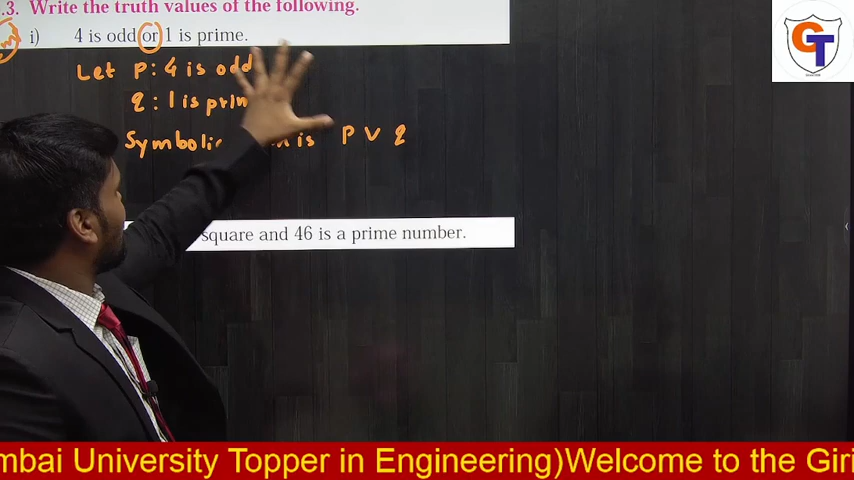 .3. Write the truth values of the following.
i) 4 is odd or 1 is prime.
Let P : 4 is odd
q : 1 is prim
Symbolic is P ∨ q
square and 46 is a prime number.
GT
mbai University Topper in Engineering)Welcome to the Giri